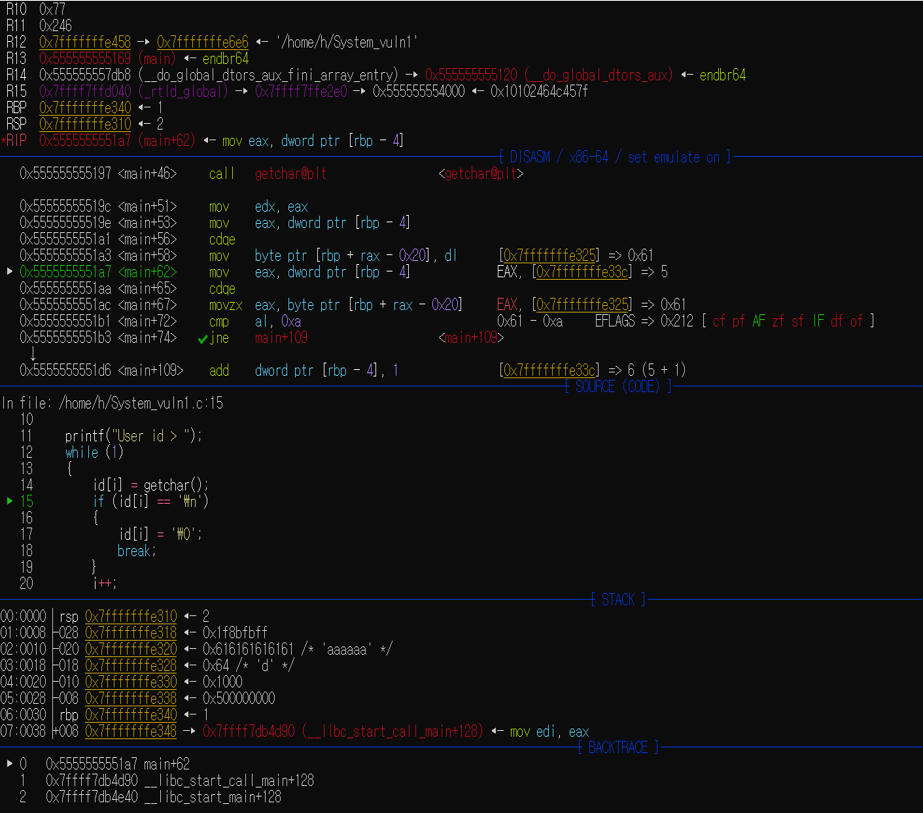 R10  0x77
R11  0x246
R12  0x7fffffffe458 —▸ 0x7fffffffe6e6 ◂— '/home/h/System_vuln1'
R13  0x555555555169 (main) ◂— endbr64
R14  0x555555557db8 (__do_global_dtors_aux_fini_array_entry) —▸ 0x555555555120 (__do_global_dtors_aux) ◂— endbr64
R15  0x7ffff7ffd040 (_rtld_global) —▸ 0x7ffff7ffe2e0 —▸ 0x555555554000 ◂— 0x10102464c457f
RBP  0x7fffffffe340 ◂— 1
RSP  0x7fffffffe310 ◂— 2
*RIP  0x5555555551a7 (main+62) ◂— mov eax, dword ptr [rbp - 4]
[ DISASM / x86-64 / set emulate on ]
0x555555555197 <main+46>    call   getchar@plt    <getchar@plt>
0x55555555519c <main+51>    mov    edx, eax
0x55555555519e <main+53>    mov    eax, dword ptr [rbp - 4]
0x5555555551a1 <main+56>    cdqe
0x5555555551a3 <main+58>    mov    byte ptr [rbp + rax - 0x20], dl    [0x7fffffffe325] => 0x61
► 0x5555555551a7 <main+62>    mov    eax, dword ptr [rbp - 4]    EAX, [0x7fffffffe33c] => 5
0x5555555551aa <main+65>    cdqe
0x5555555551ac <main+67>    movzx  eax, byte ptr [rbp + rax - 0x20]    EAX, [0x7fffffffe325] => 0x61
0x5555555551b1 <main+72>    cmp    al, 0xa    0x61 - 0xa    EFLAGS => 0x212 [ cf pf AF zf sf IF df of ]
0x5555555551b3 <main+74>  ✔ jne    main+109    <main+109>
↓
0x5555555551d6 <main+109>    add    dword ptr [rbp - 4], 1    [0x7fffffffe33c] => 6 (5 + 1)
[ SOURCE (CODE) ]
In file: /home/h/System_vuln1.c:15
10
11     printf("User id > ");
12     while (1)
13     {
14         id[i] = getchar();
► 15         if (id[i] == '₩n')
16         {
17             id[i] = '₩0';
18             break;
19         }
20         i++;
[ STACK ]
00:0000│ rsp 0x7fffffffe310 ◂— 2
01:0008│-028 0x7fffffffe318 ◂— 0x1f8bfbff
02:0010│-020 0x7fffffffe320 ◂— 0x616161616161 /* 'aaaaaa' */
03:0018│-018 0x7fffffffe328 ◂— 0x64 /* 'd' */
04:0020│-010 0x7fffffffe330 ◂— 0x1000
05:0028│-008 0x7fffffffe338 ◂— 0x500000000
06:0030│ rbp 0x7fffffffe340 ◂— 1
07:0038│+008 0x7fffffffe348 —▸ 0x7ffff7db4d90 (__libc_start_call_main+128) ◂— mov edi, eax
[ BACKTRACE ]
► 0   0x5555555551a7 main+62
1   0x7ffff7db4d90 __libc_start_call_main+128
2   0x7ffff7db4e40 __libc_start_main+128